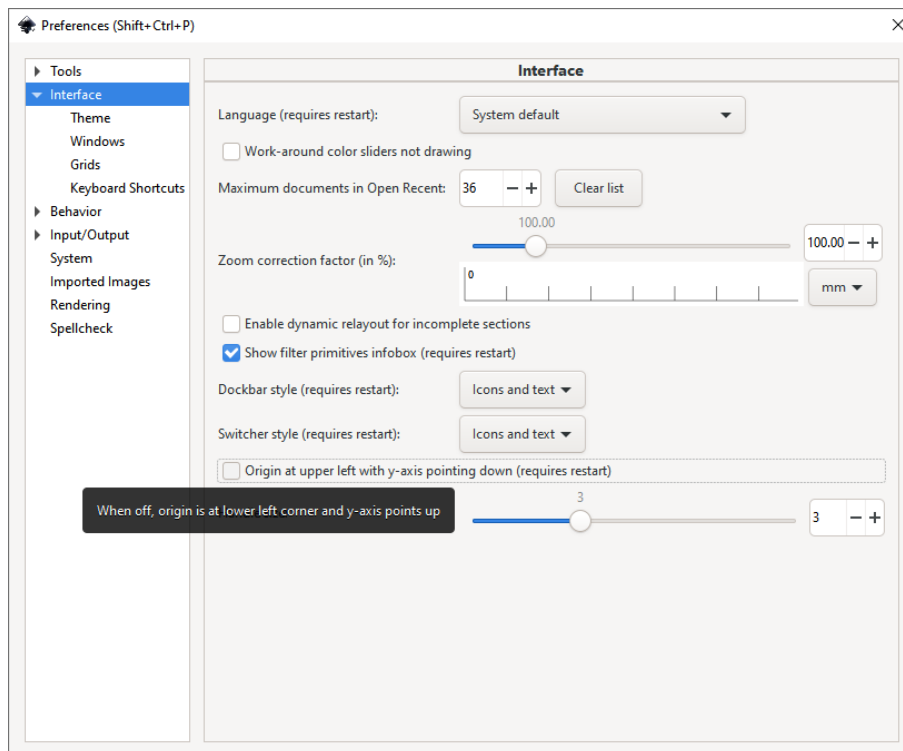 Preferences (Shift+Ctrl+P)
Tools
Interface
Theme
Windows
Grids
Keyboard Shortcuts
Behavior
Input/Output
System
Imported Images
Rendering
Spellcheck
Interface
Language (requires restart): System default
Work-around color sliders not drawing
Maximum documents in Open Recent: 36 Clear list
100.00
Zoom correction factor (in %): 100.00
0 mm
Enable dynamic relayout for incomplete sections
Show filter primitives infobox (requires restart)
Dockbar style (requires restart): Icons and text
Switcher style (requires restart): Icons and text
Origin at upper left with y-axis pointing down (requires restart)
When off, origin is at lower left corner and y-axis points up
3
3